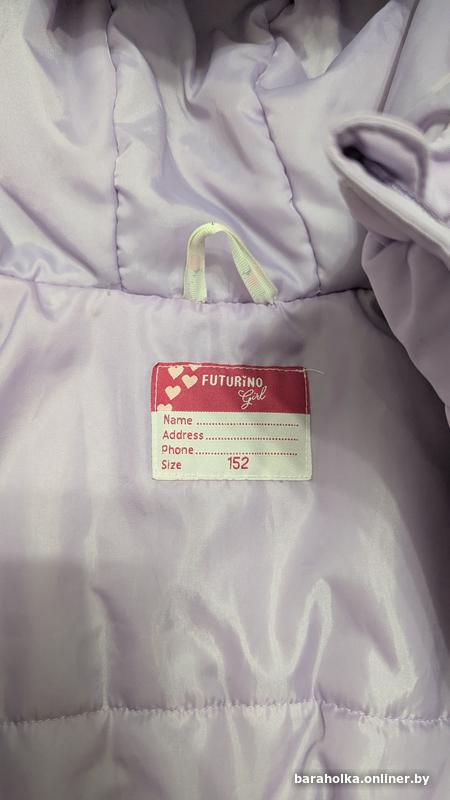 FUTURiNO
Girl
Name ........................
Address ........................
Phone ........................
Size 152
baraholka.onliner.by